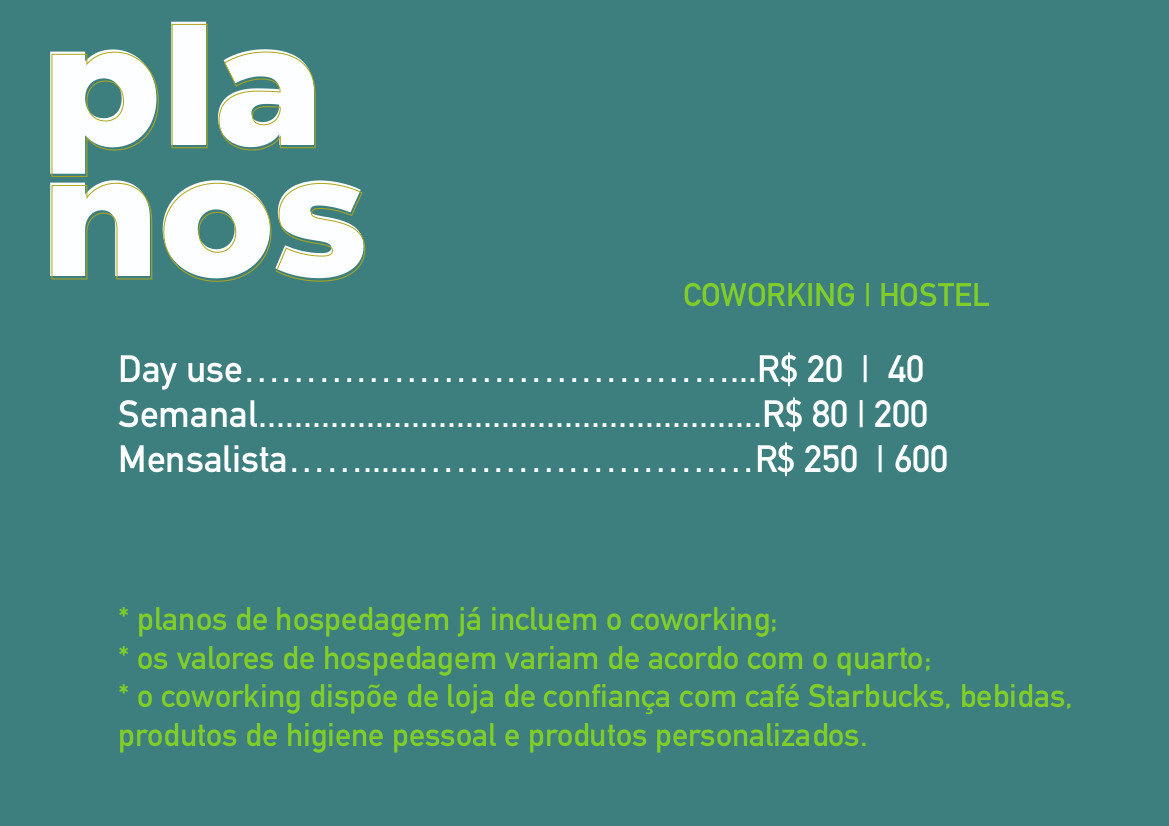 pla
nos
COWORKING | HOSTEL
Day use……………………………………...R$ 20 | 40
Semanal........................................................R$ 80 | 200
Mensalista……......………………………R$ 250 | 600
* planos de hospedagem já incluem o coworking;
* os valores de hospedagem variam de acordo com o quarto;
* o coworking dispõe de loja de confiança com café Starbucks, bebidas,
produtos de higiene pessoal e produtos personalizados.